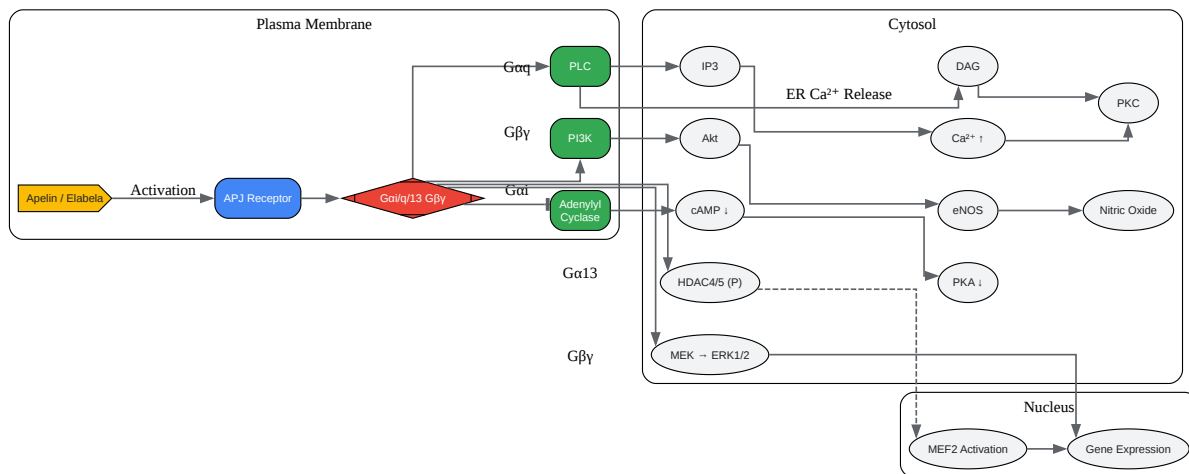 Plasma Membrane
Cytosol
Gαq
PLC
IP3
DAG
ER Ca²⁺ Release
PKC
Gβγ
PI3K
Akt
Ca²⁺ ↑
Apelin / Elabela
Activation
APJ Receptor
Gαi/q/13 Gβγ
Gαi
Adenylyl
Cyclase
cAMP ↓
eNOS
Nitric Oxide
Gα13
HDAC4/5 (P)
PKA ↓
Gβγ
MEK → ERK1/2
Nucleus
MEF2 Activation
Gene Expression